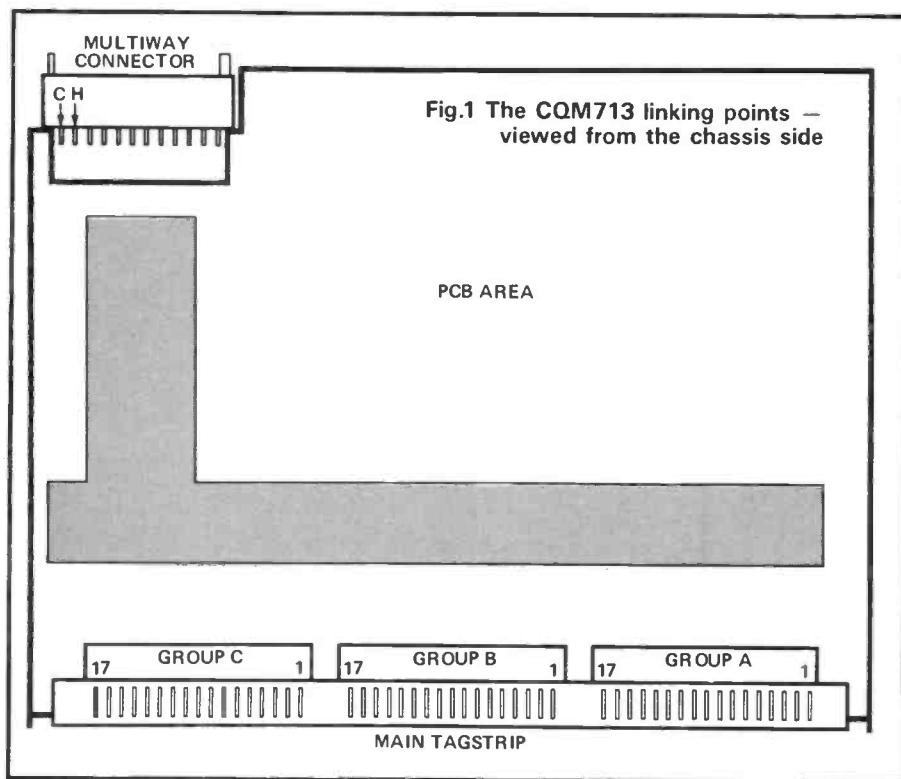 MULTIWAY
CONNECTOR
C H
Fig.1 The CQM713 linking points —
viewed from the chassis side
PCB AREA
17 GROUP C 1
17 GROUP B 1
17 GROUP A 1
MAIN TAGSTRIP